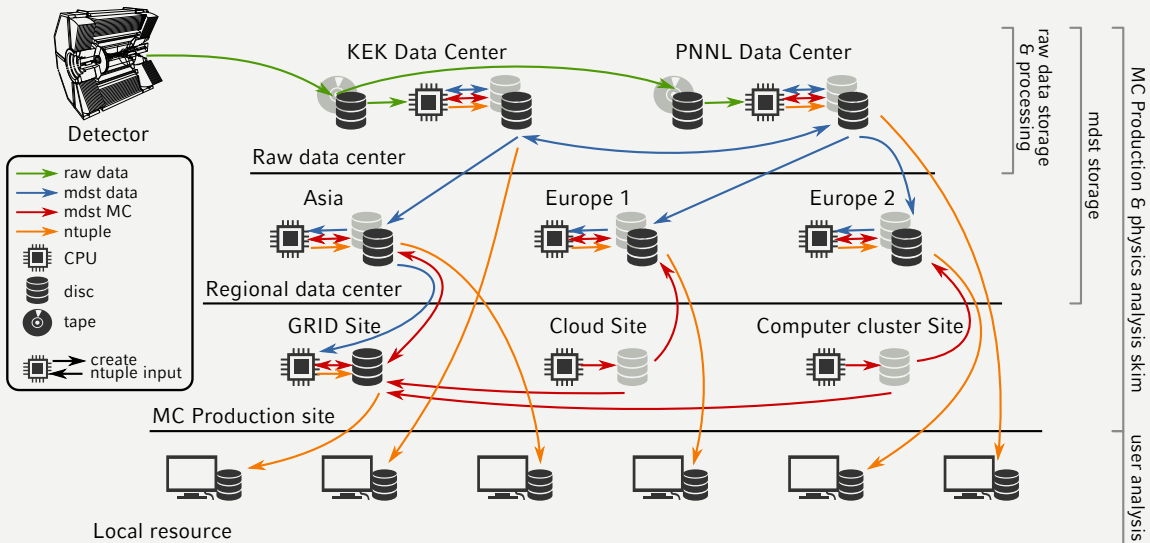 KEK Data Center
PNNL Data Center
Detector
raw data
mdst data
mdst MC
ntuple
CPU
disc
tape
create
ntuple input
Raw data center
Asia
Europe 1
Europe 2
Regional data center
GRID Site
Cloud Site
Computer cluster Site
MC Production site
Local resource
raw data storage
& processing
mdst storage
MC Production & physics analysis skim
user analysis